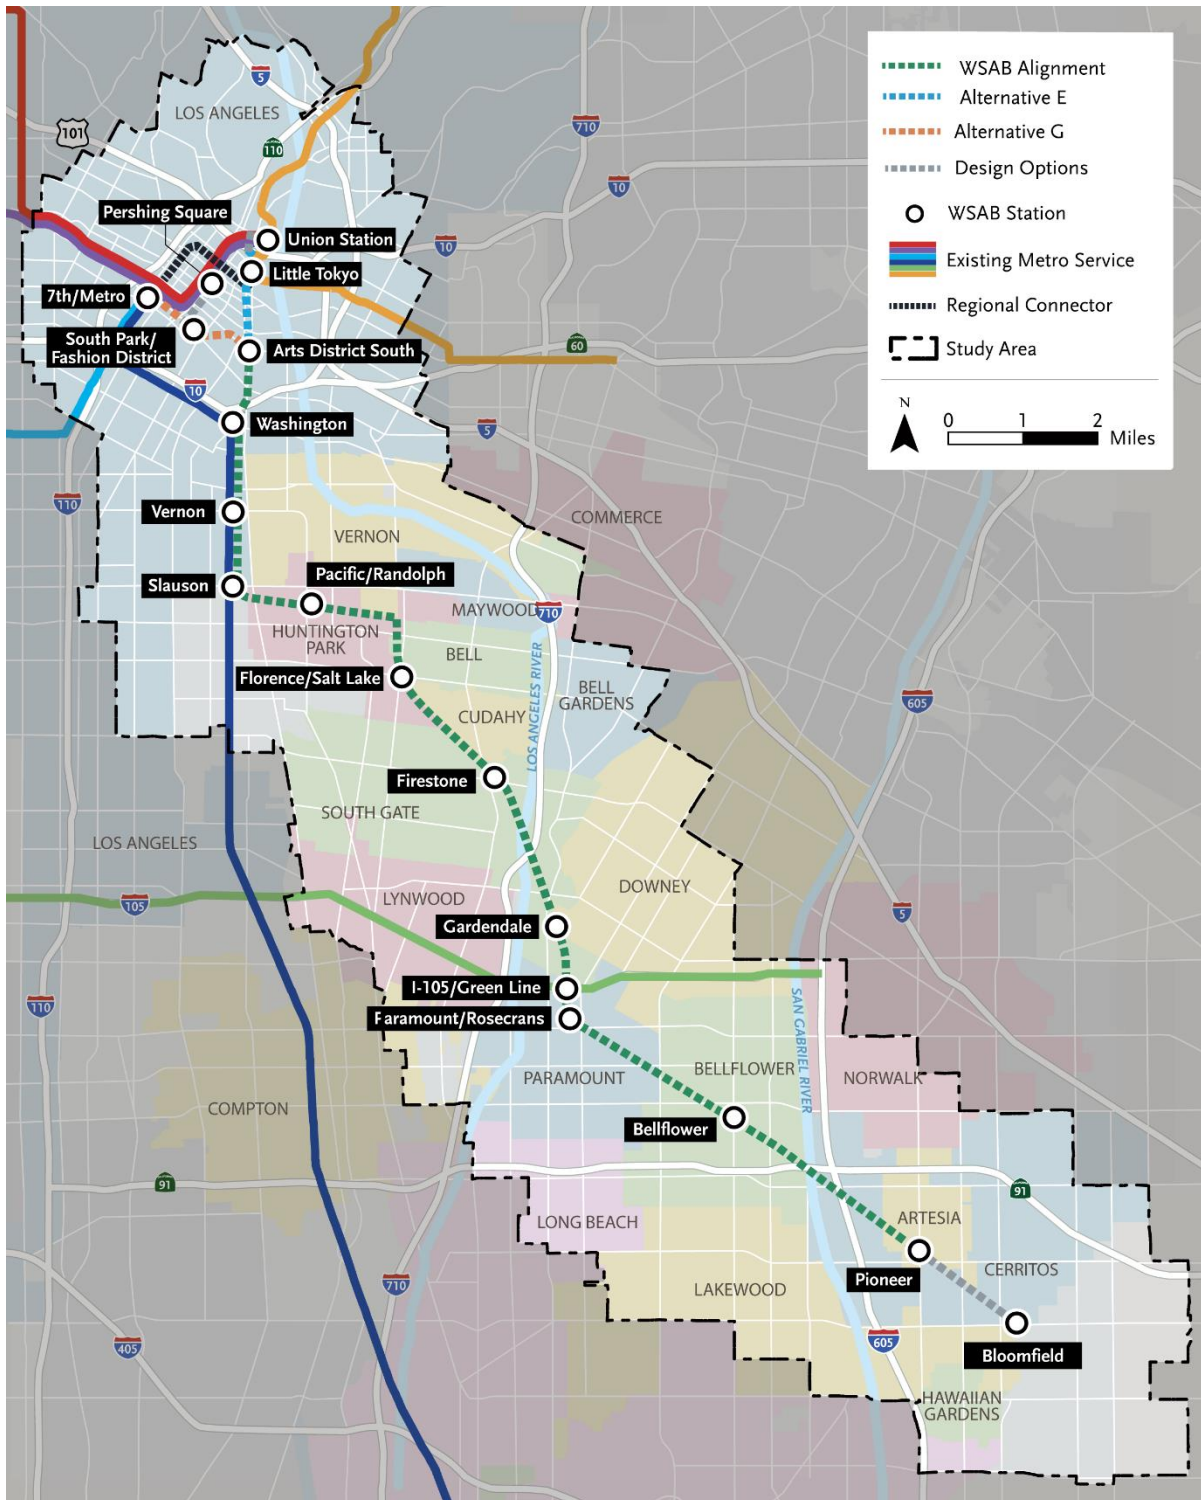 WSAB Alignment
Alternative E
Alternative G
Design Options
WSAB Station
Existing Metro Service
Regional Connector
Study Area
N
0 1 2
Miles
5
LOS ANGELES
101
110
710
10
Pershing Square
Union Station
10
Little Tokyo
7th/Metro
South Park/
Fashion District
Arts District South
60
10
Washington
5
110
Vernon
COMMERCE
VERNON
Pacific/Randolph
Slauson
MAYWOOD
710
HUNTINGTON
PARK
BELL
LOS ANGELES RIVER
Florence/Salt Lake
BELL
GARDENS
605
CUDAHY
Firestone
SOUTH GATE
LOS ANGELES
DOWNEY
LYNWOOD
105
5
Gardendale
I-105/Green Line
110
Paramount/Rosecrans
SAN GABRIEL RIVER
PARAMOUNT
BELLFLOWER
NORWALK
COMPTON
Bellflower
91
91
LONG BEACH
ARTESIA
Pioneer
CERRITOS
710
LAKEWOOD
405
605
Bloomfield
HAWAIIAN
GARDENS